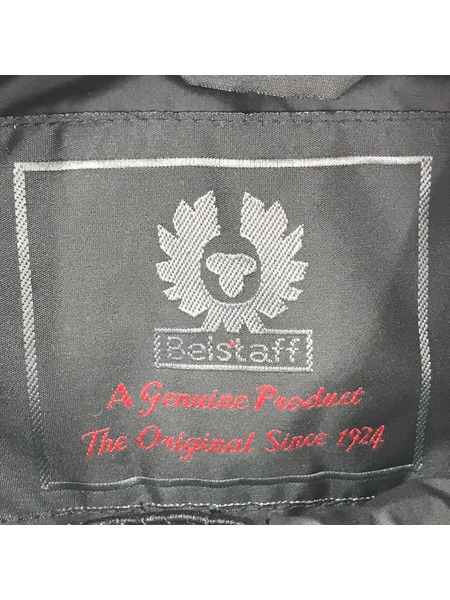 Belstaff
A Genuine Product
The Original Since 1924